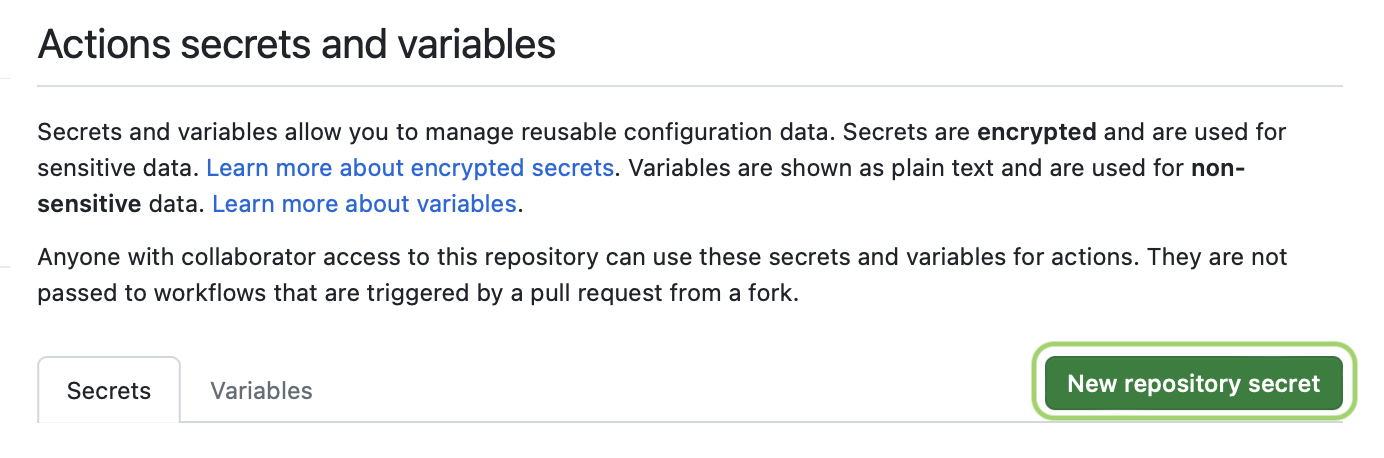 Actions secrets and variables
Secrets and variables allow you to manage reusable configuration data. Secrets are encrypted and are used for
sensitive data. Learn more about encrypted secrets. Variables are shown as plain text and are used for non-
sensitive data. Learn more about variables.
Anyone with collaborator access to this repository can use these secrets and variables for actions. They are not
passed to workflows that are triggered by a pull request from a fork.
Secrets Variables New repository secret